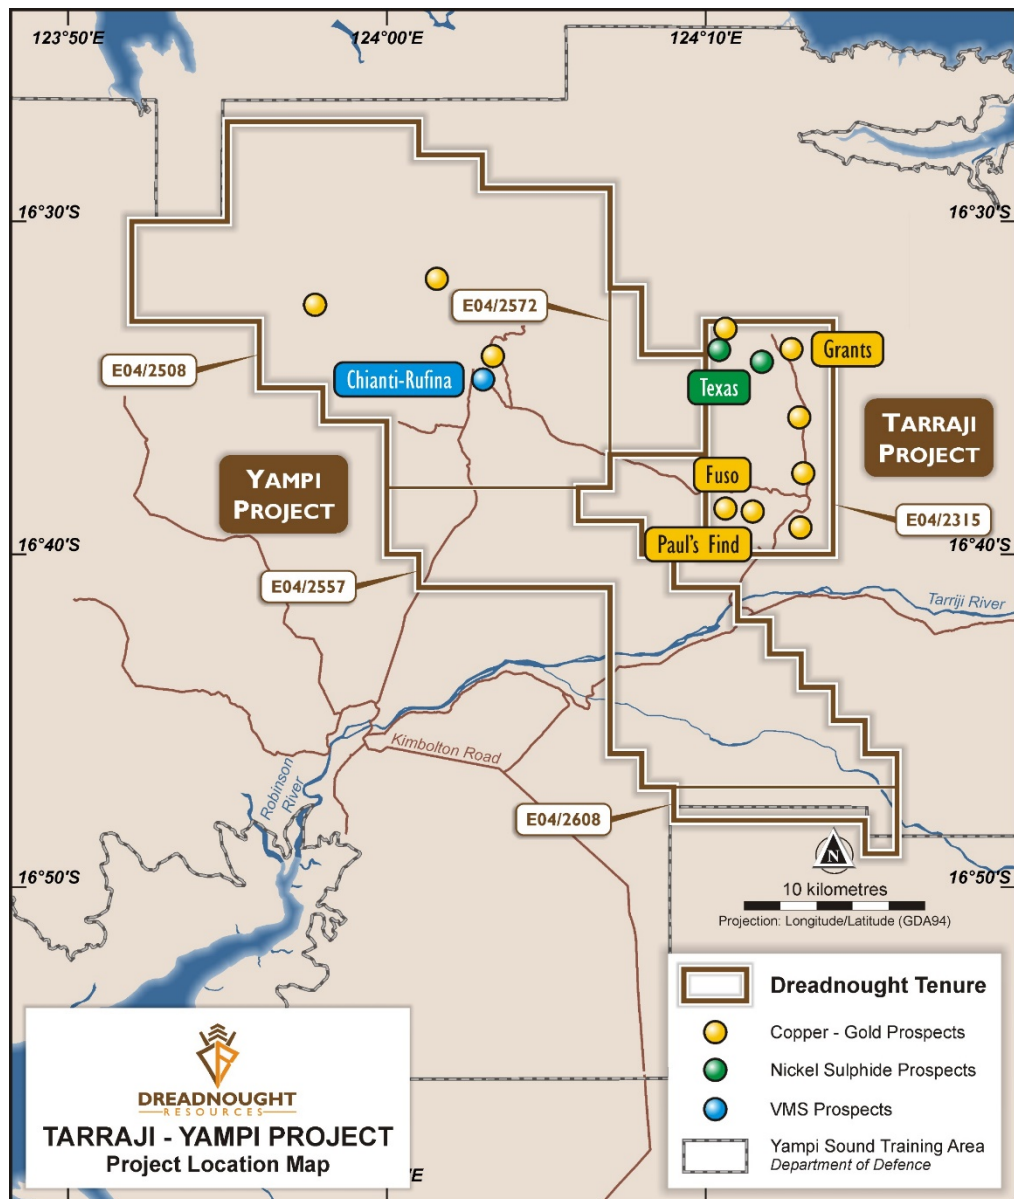 123°50'E
124°00'E
124°10'E
16°30'S
16°30'S
E04/2572
E04/2508
Chianti-Rufina
Texas
Grants
TARRAJI
PROJECT
YAMPI
PROJECT
Fuso
E04/2315
Paul's Find
16°40'S
16°40'S
E04/2557
Tarriji River
Kimbolton Road
Robinson
River
E04/2608
N
16°50'S
16°50'S
10 kilometres
Projection: Longitude/Latitude (GDA94)
Dreadnought Tenure
Copper - Gold Prospects
Nickel Sulphide Prospects
VMS Prospects
Yampi Sound Training Area
Department of Defence
DREADNOUGHT
RESOURCES
TARRAJI - YAMPI PROJECT
Project Location Map